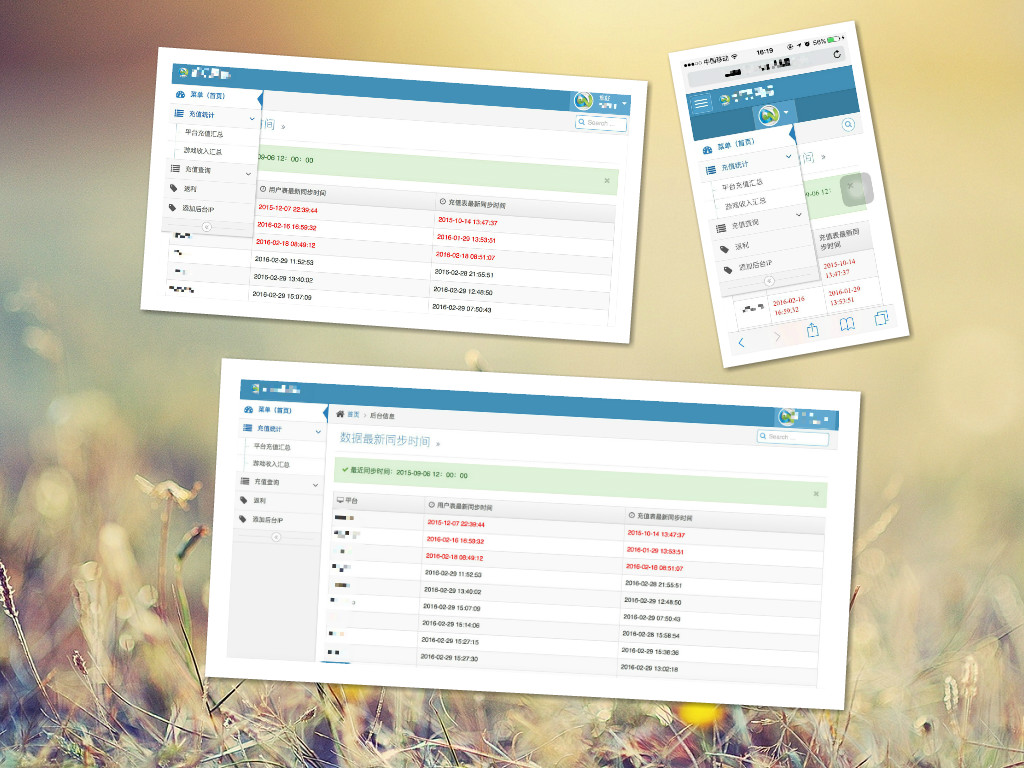 菜单（首页）
充值统计
平台充值汇总
游戏收入汇总
充值查询
返利
添加后台IP
Search ...
间 »
09-06 12：00：00
用户表最新同步时间 充值表最新同步时间
2015-12-07 22:39:44 2015-10-14 13:47:37
2016-02-16 16:59:32 2016-01-29 13:53:51
2016-02-18 08:49:12 2016-02-18 08:51:07
2016-02-29 11:52:53 2016-02-28 21:55:51
2016-02-29 13:40:02 2016-02-29 12:48:50
2016-02-29 15:07:09 2016-02-29 07:50:43
中国移动 16:19 56%
菜单（首页）
充值统计
平台充值汇总
游戏收入汇总
充值查询
返利
添加后台IP
间 »
9-06 12：
充值表最新同
步时间
2015-10-14
13:47:37
2016-02-16 2016-01-29
16:59:32 13:53:51
菜单（首页）
充值统计
平台充值汇总
游戏收入汇总
充值查询
返利
添加后台IP
首页 > 后台信息
Search ...
数据最新同步时间 »
最近同步时间：2015-09-06 12：00：00
平台 用户表最新同步时间 充值表最新同步时间
2015-12-07 22:39:44 2015-10-14 13:47:37
2016-02-16 16:59:32 2016-01-29 13:53:51
2016-02-18 08:49:12 2016-02-18 08:51:07
2016-02-29 11:52:53 2016-02-28 21:55:51
2016-02-29 13:40:02 2016-02-29 12:48:50
2016-02-29 15:07:09 2016-02-29 07:50:43
2016-02-29 15:14:06 2016-02-28 15:58:54
2016-02-29 15:27:15 2016-02-29 15:36:36
2016-02-29 15:27:30 2016-02-29 13:02:18